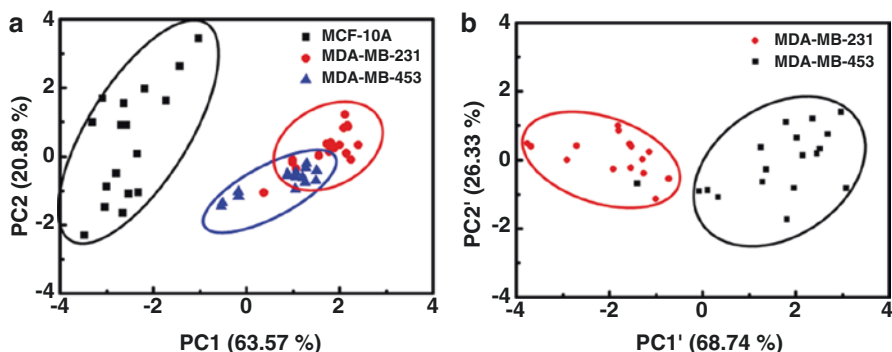 a
MCF-10A
MDA-MB-231
MDA-MB-453
4
2
0
-2
-4
-4
-2
0
2
4
PC2 (20.89 %)
PC1 (63.57 %)
b
MDA-MB-231
MDA-MB-453
4
2
0
-2
-4
-4
-2
0
2
4
PC2' (26.33 %)
PC1' (68.74 %)